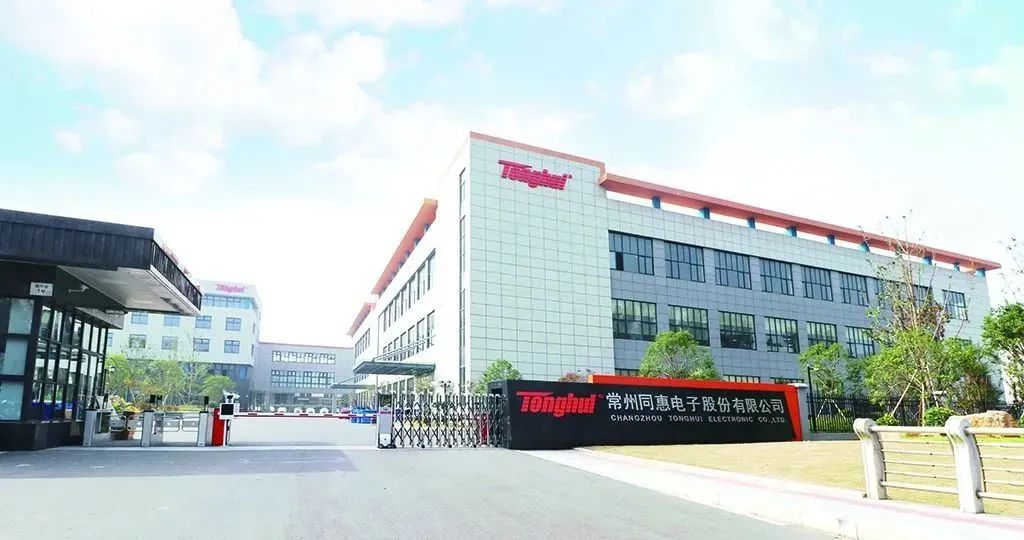 Tonghui
Tonghui
Tonghui 常州同惠电子股份有限公司
CHANGZHOU TONGHUI ELECTRONIC CO.,LTD.